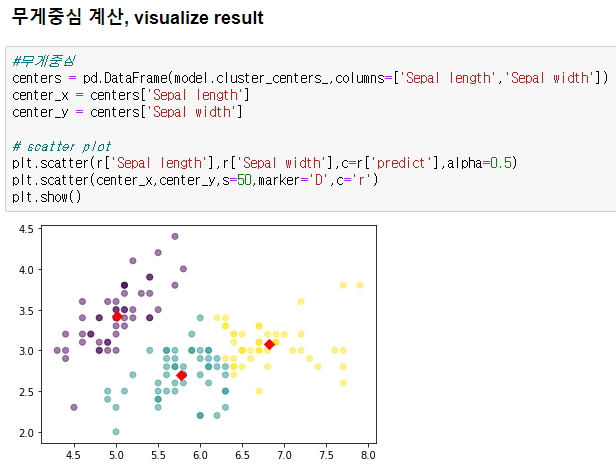 무게중심 계산, visualize result
#무게중심
centers = pd.DataFrame(model.cluster_centers_,columns=['Sepal length','Sepal width'])
center_x = centers['Sepal length']
center_y = centers['Sepal width']
# scatter plot
plt.scatter(r['Sepal length'],r['Sepal width'],c=r['predict'],alpha=0.5)
plt.scatter(center_x,center_y,s=50,marker='D',c='r')
plt.show()
4.5
4.0
3.5
3.0
2.5
2.0
4.5 5.0 5.5 6.0 6.5 7.0 7.5 8.0